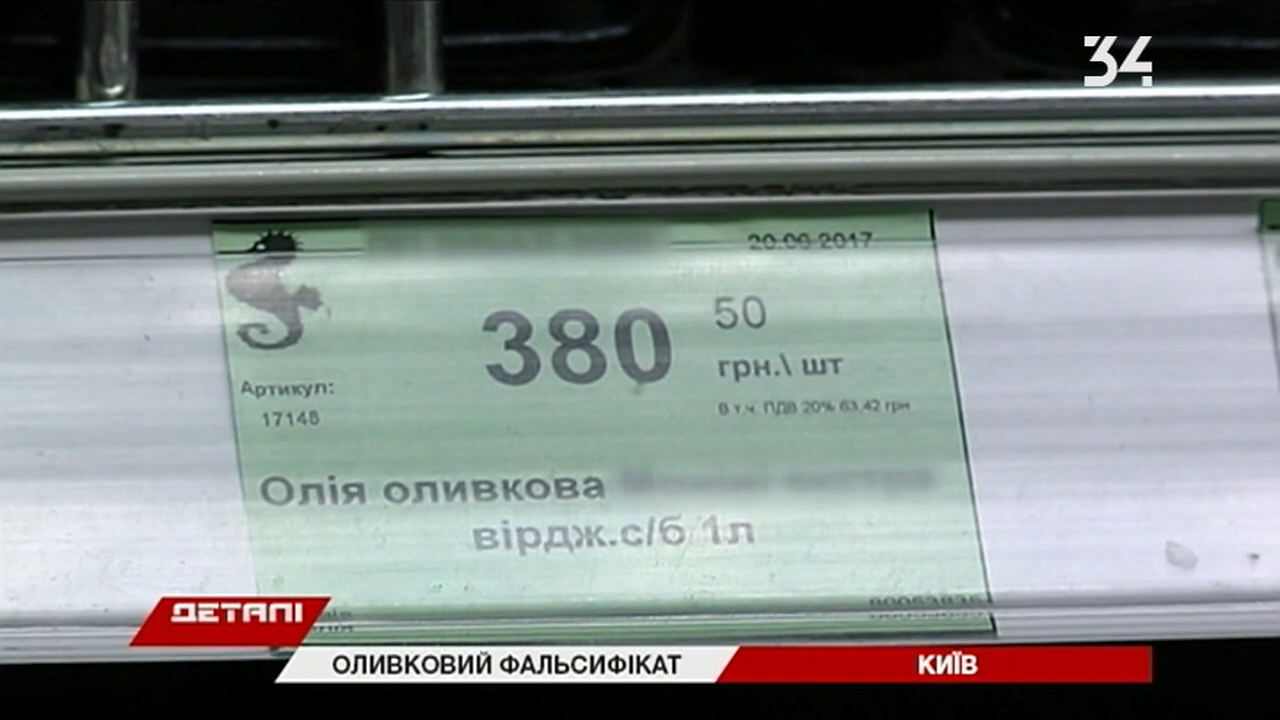 34
20.06.2017
380 50
грн.\ шт
В т.ч. ПДВ 20% 63,42 грн
Артикул:
17148
Олія оливкова
вірдж.с/б 1л
ДЕТАЛІ
ОЛИВКОВИЙ ФАЛЬСИФІКАТ
КИЇВ